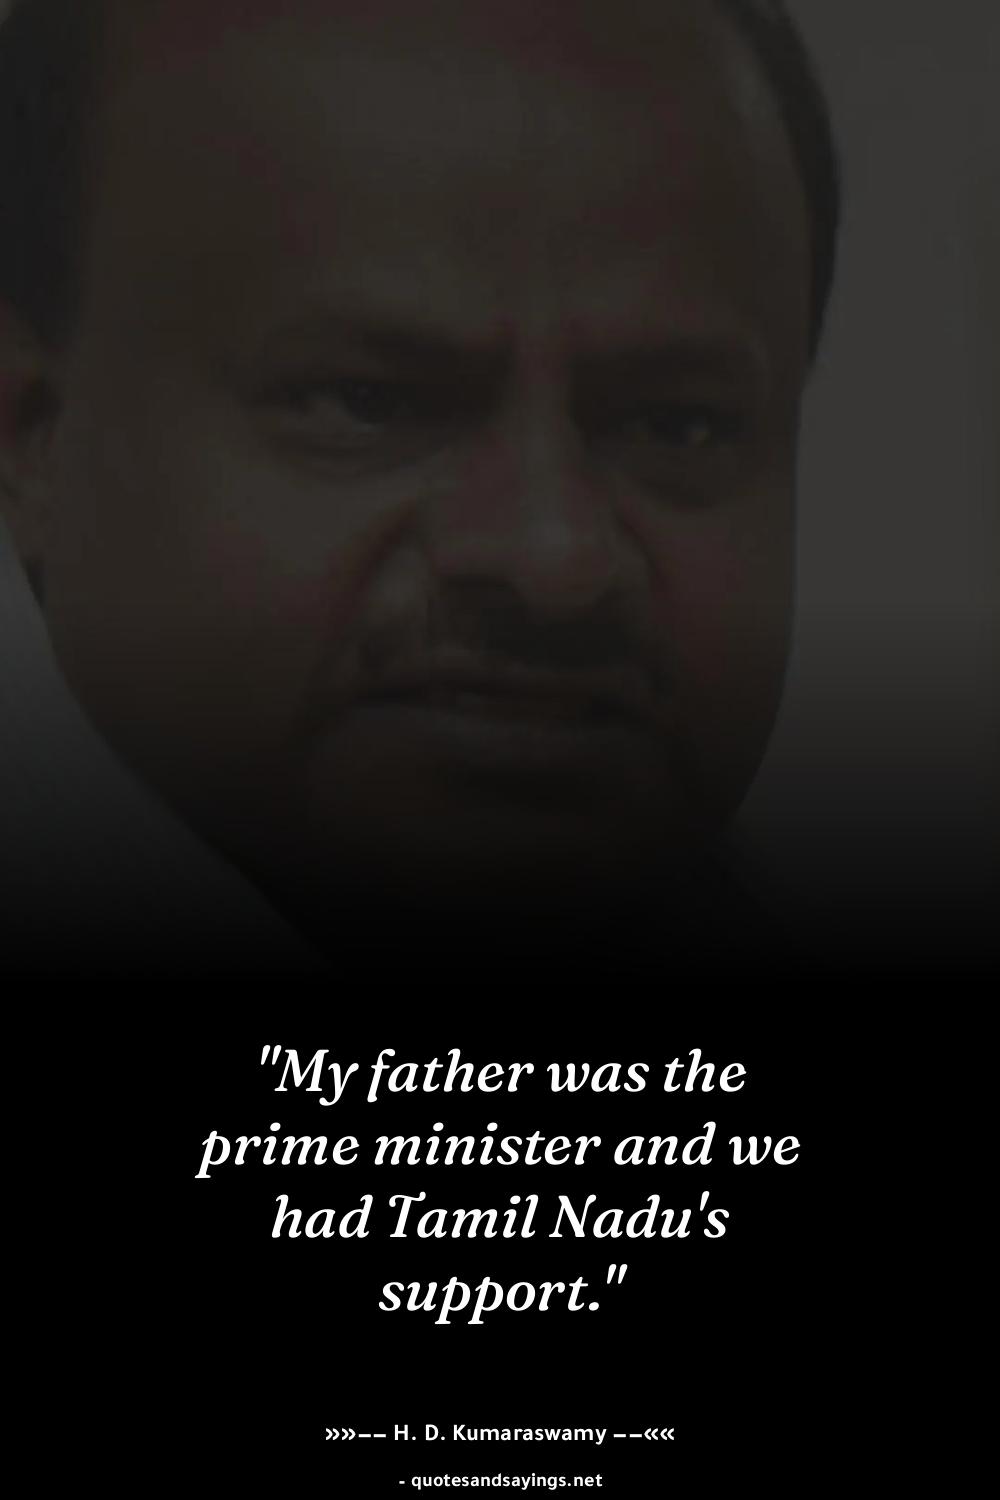 "My father was the
prime minister and we
had Tamil Nadu's
support."
»»–– H. D. Kumaraswamy ––««
- quotesandsayings.net